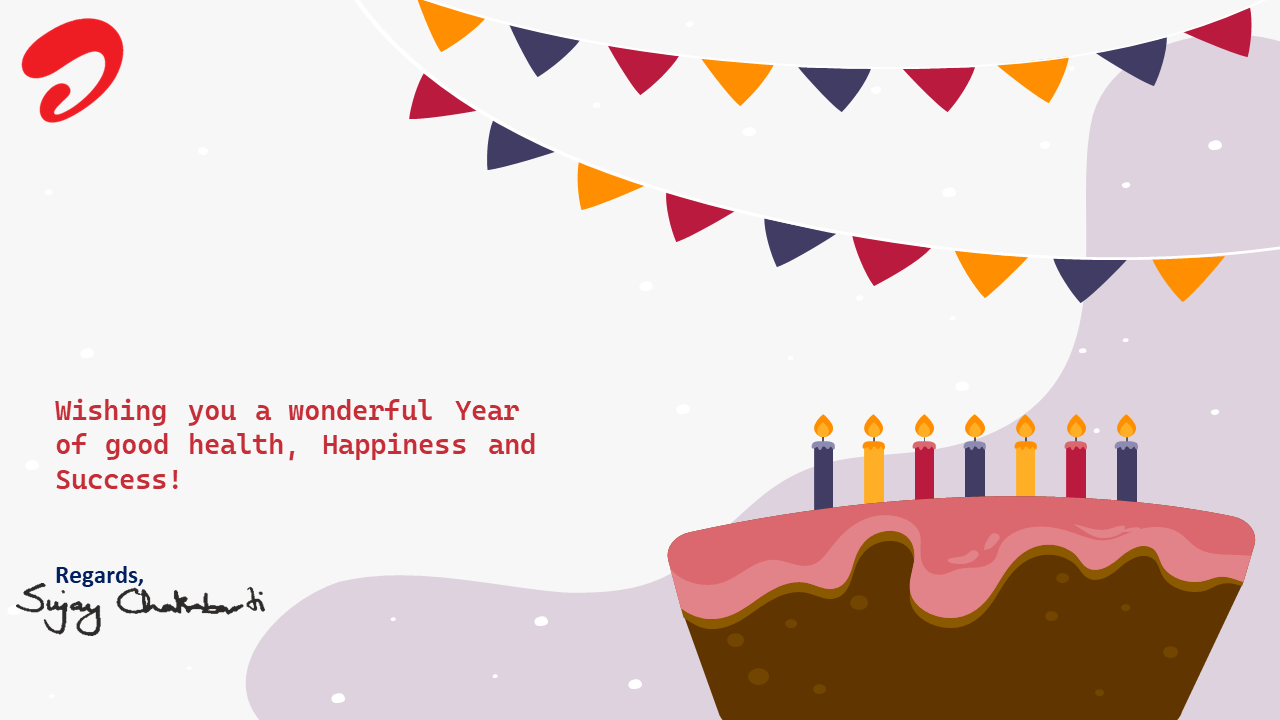 Wishing you a wonderful Year
of good health, Happiness and
Success!
Regards,
Sujay Chakrabarti